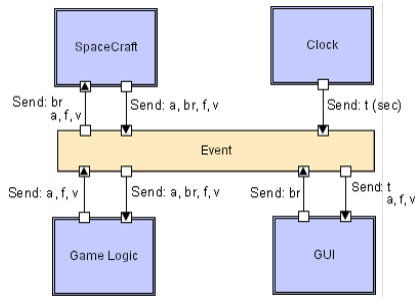 SpaceCraft
Clock
Send: br
a, f, v
Send: a, br, f, v
Send: t (sec)
Event
Send: a, f, v
Send: a, br, f, v
Send: br
Send: t
a, f, v
Game Logic
GUI